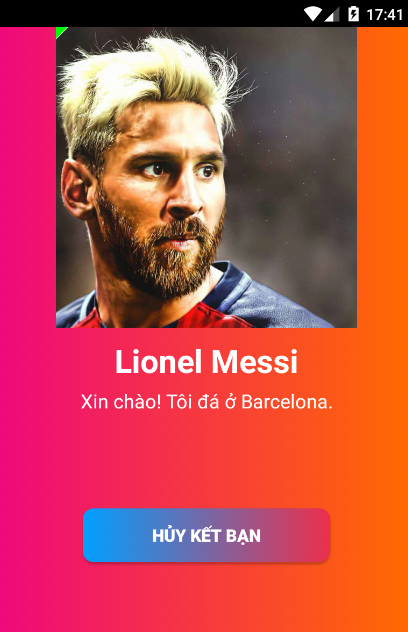 17:41
Lionel Messi
Xin chào! Tôi đá ở Barcelona.
HỦY KẾT BẠN